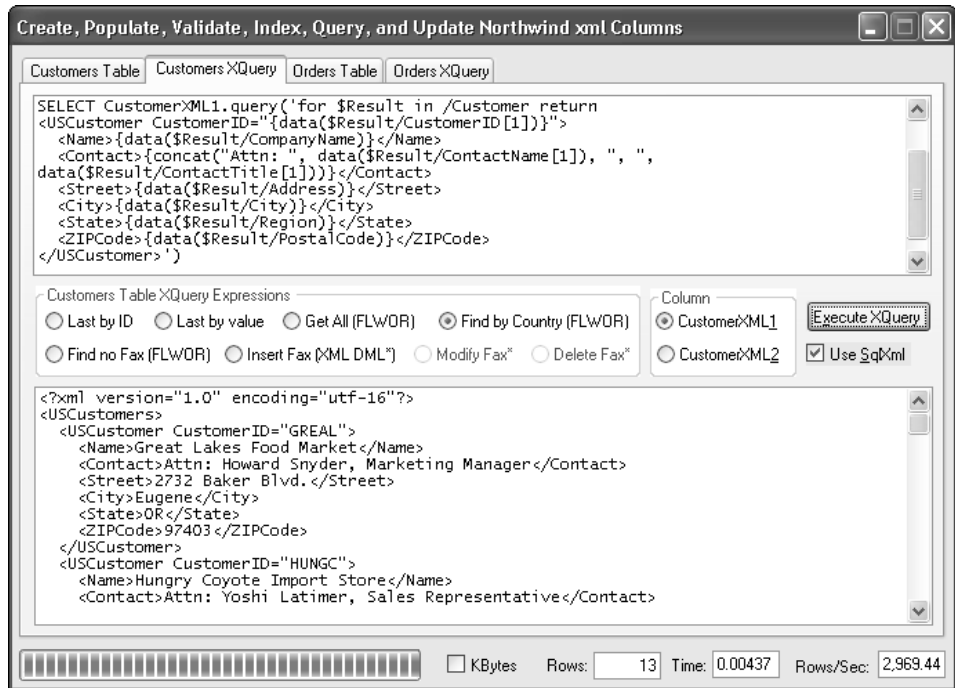 Create, Populate, Validate, Index, Query, and Update Northwind xml Columns
Customers Table Customers XQuery Orders Table Orders XQuery
SELECT CustomerXML1.query('for $Result in /Customer return
<USCustomer CustomerID="{data($Result/CustomerID[1])}">
<Name>{data($Result/CompanyName)}</Name>
<Contact>{concat("Attn: ", data($Result/ContactName[1]), ", ",
data($Result/ContactTitle[1]))}</Contact>
<Street>{data($Result/Address)}</Street>
<City>{data($Result/City)}</City>
<State>{data($Result/Region)}</State>
<ZIPCode>{data($Result/PostalCode)}</ZIPCode>
</USCustomer>')
Customers Table XQuery Expressions
Last by ID Last by value Get All (FLWOR) Find by Country (FLWOR)
Find no Fax (FLWOR) Insert Fax (XML DML*) Modify Fax* Delete Fax*
Column
CustomerXML1
CustomerXML2
Execute XQuery
Use SqlXml
<?xml version="1.0" encoding="utf-16"?>
<USCustomers>
<USCustomer CustomerID="GREAL">
<Name>Great Lakes Food Market</Name>
<Contact>Attn: Howard Snyder, Marketing Manager</Contact>
<Street>2732 Baker Blvd.</Street>
<City>Eugene</City>
<State>OR</State>
<ZIPCode>97403</ZIPCode>
</USCustomer>
<USCustomer CustomerID="HUNGC">
<Name>Hungry Coyote Import Store</Name>
<Contact>Attn: Yoshi Latimer, Sales Representative</Contact>
KBytes Rows: 13 Time: 0.00437 Rows/Sec: 2,969.44